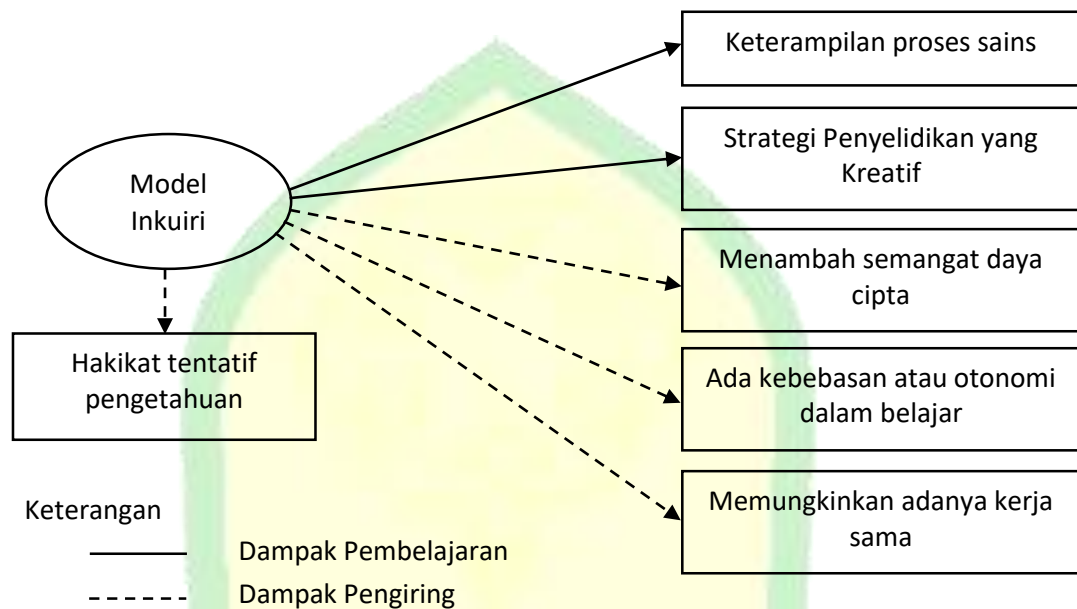 Keterampilan proses sains
Strategi Penyelidikan yang
Kreatif
Model
Inkuiri
Menambah semangat daya
cipta
Hakikat tentatif
pengetahuan
Ada kebebasan atau otonomi
dalam belajar
Memungkinkan adanya kerja
sama
Keterangan
Dampak Pembelajaran
Dampak Pengiring